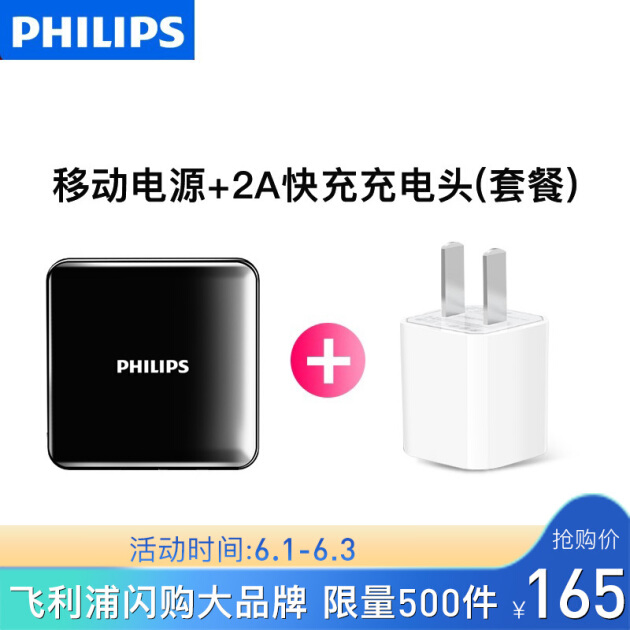 PHILIPS
移动电源+2A快充充电头(套餐)
PHILIPS
活动时间:6.1-6.3
抢购价
飞利浦闪购大品牌 限量500件 ¥165